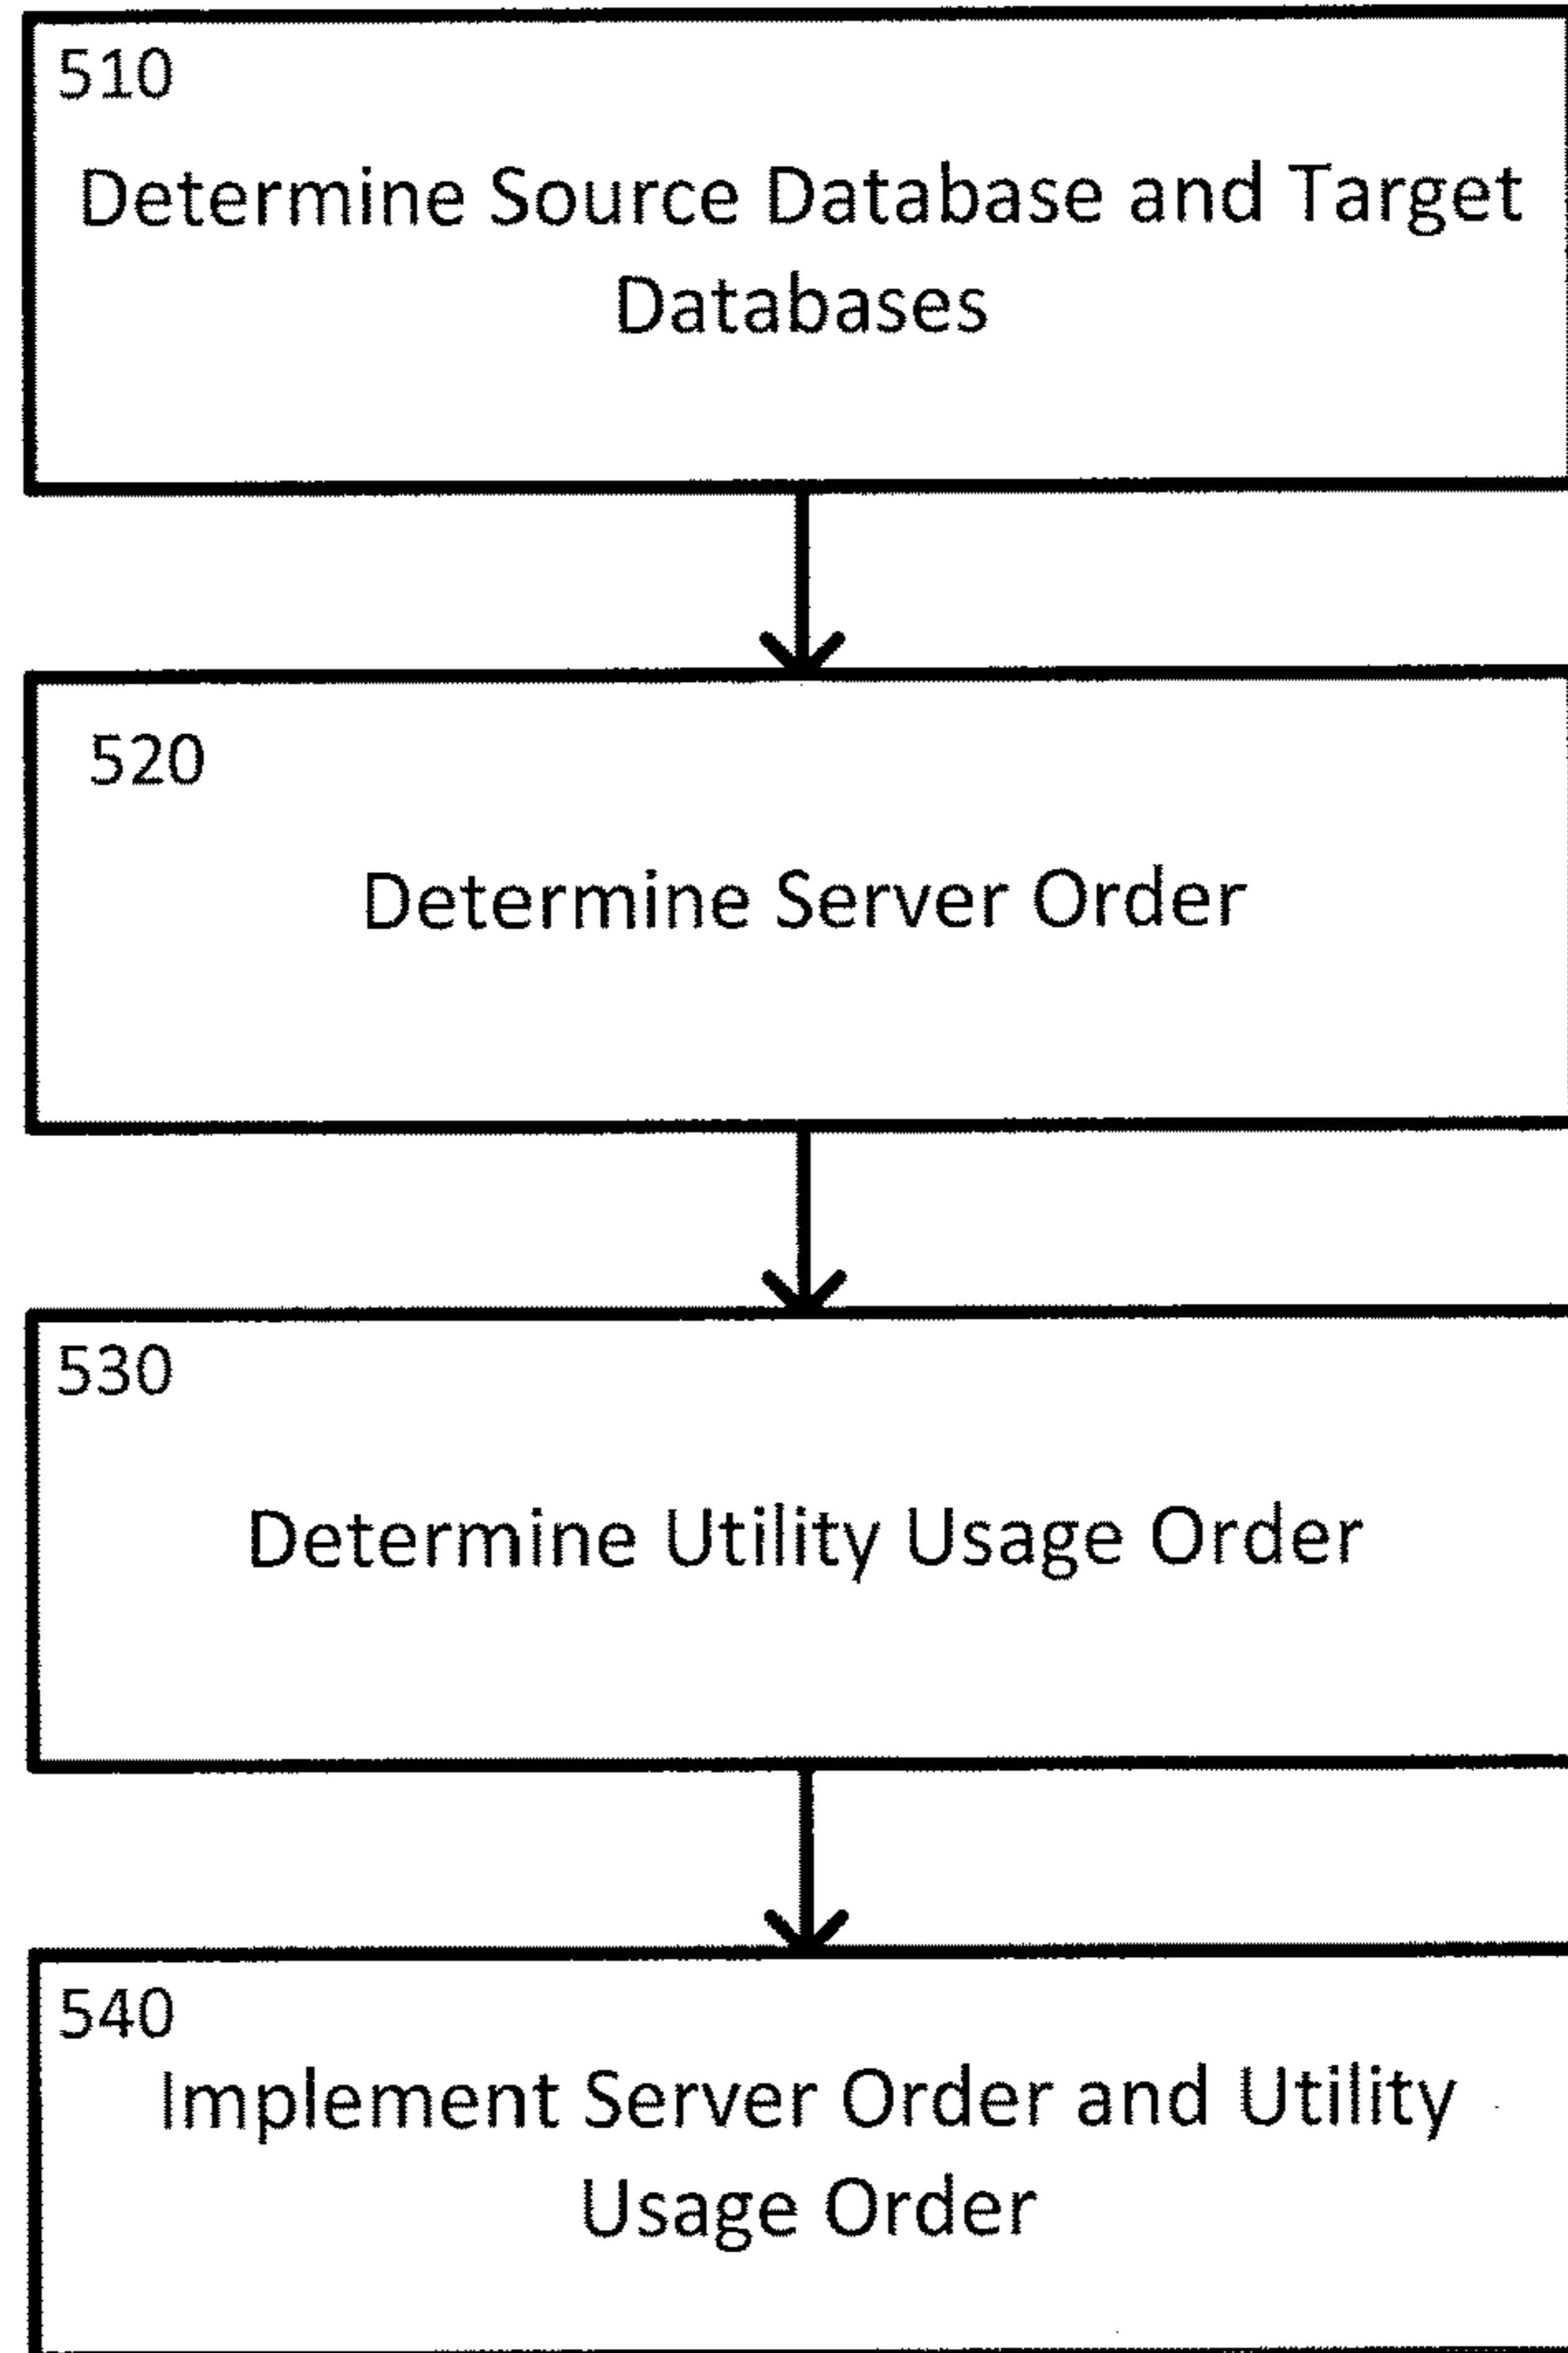 510
Determine Source Database and Target
Databases
520
Determine Server Order
530
Determine Utility Usage Order
540
Implement Server Order and Utility
Usage Order